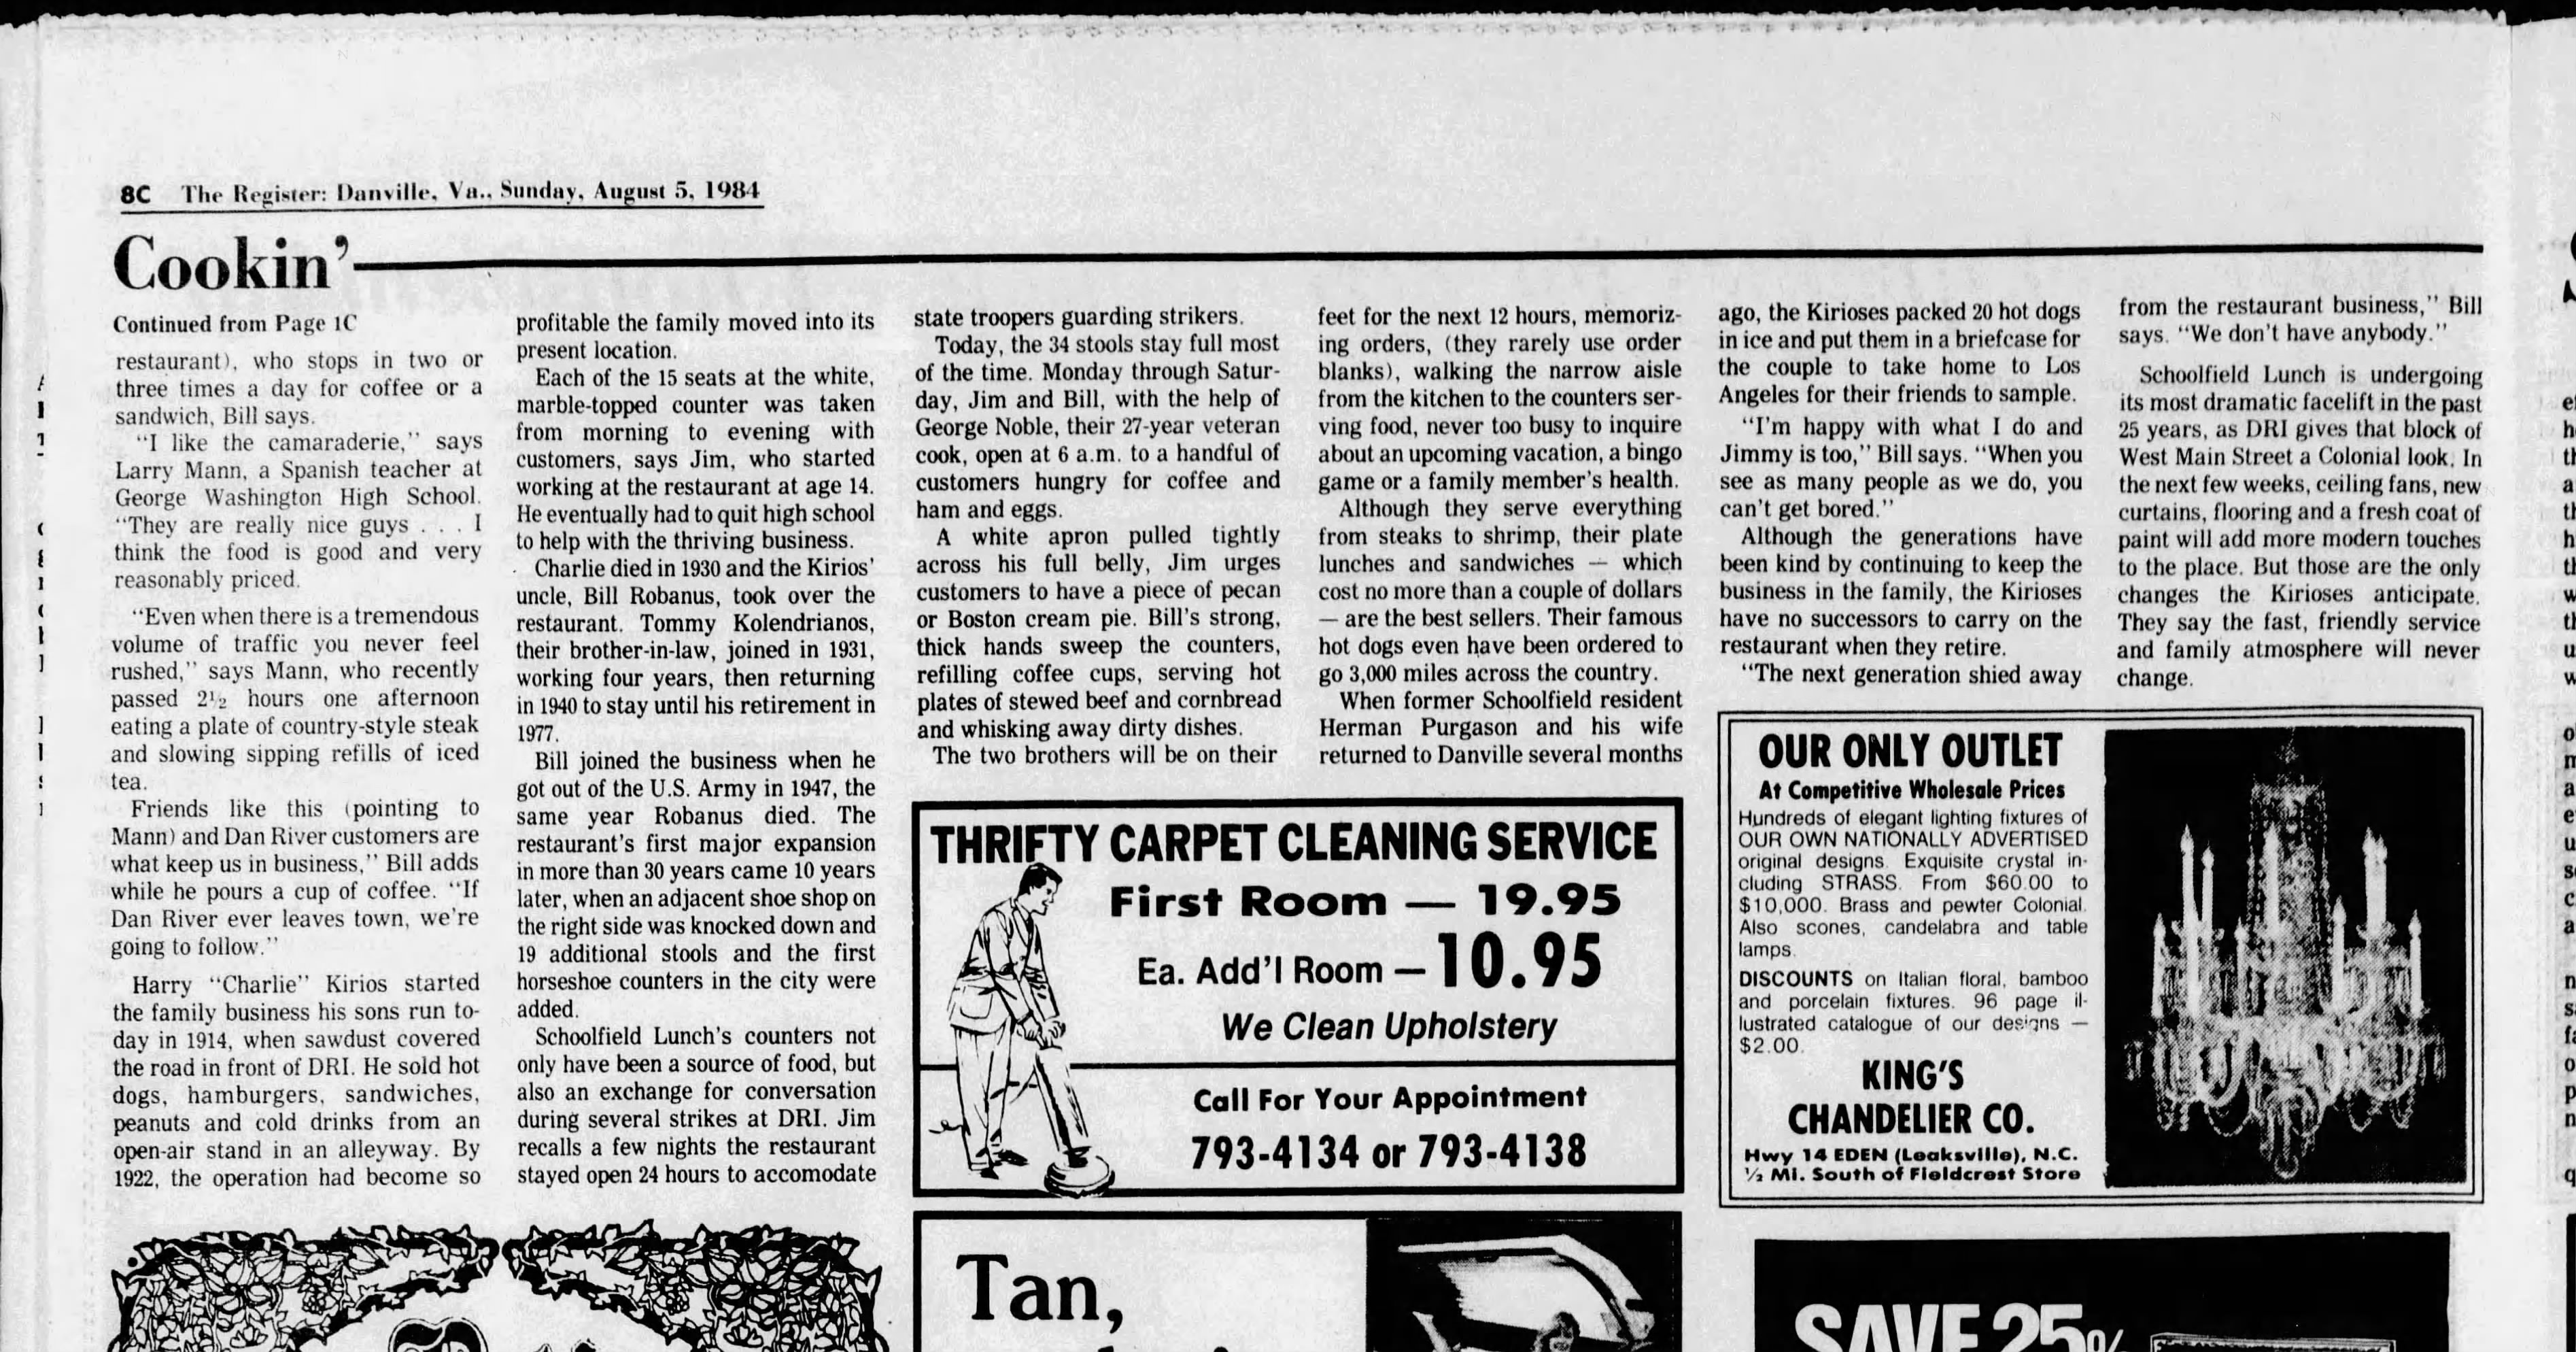 8C The Register: Danville, Va., Sunday, August 5, 1984
Cookin'
Continued from Page 1C
restaurant), who stops in two or
three times a day for coffee or a
sandwich, Bill says.
"I like the camaraderie," says
Larry Mann, a Spanish teacher at
George Washington High School.
"They are really nice guys . . . I
think the food is good and very
reasonably priced.
"Even when there is a tremendous
volume of traffic you never feel
rushed," says Mann, who recently
passed 2½ hours one afternoon
eating a plate of country-style steak
and slowing sipping refills of iced
tea.
Friends like this (pointing to
Mann) and Dan River customers are
what keep us in business," Bill adds
while he pours a cup of coffee. "If
Dan River ever leaves town, we're
going to follow."
Harry "Charlie" Kirios started
the family business his sons run to-
day in 1914, when sawdust covered
the road in front of DRI. He sold hot
dogs, hamburgers, sandwiches,
peanuts and cold drinks from an
open-air stand in an alleyway. By
1922, the operation had become so
profitable the family moved into its
present location.
Each of the 15 seats at the white,
marble-topped counter was taken
from morning to evening with
customers, says Jim, who started
working at the restaurant at age 14.
He eventually had to quit high school
to help with the thriving business.
Charlie died in 1930 and the Kirios'
uncle, Bill Robanus, took over the
restaurant. Tommy Kolendrianos,
their brother-in-law, joined in 1931,
working four years, then returning
in 1940 to stay until his retirement in
1977.
Bill joined the business when he
got out of the U.S. Army in 1947, the
same year Robanus died. The
restaurant's first major expansion
in more than 30 years came 10 years
later, when an adjacent shoe shop on
the right side was knocked down and
19 additional stools and the first
horseshoe counters in the city were
added.
Schoolfield Lunch's counters not
only have been a source of food, but
also an exchange for conversation
during several strikes at DRI. Jim
recalls a few nights the restaurant
stayed open 24 hours to accomodate
state troopers guarding strikers.
Today, the 34 stools stay full most
of the time. Monday through Satur-
day, Jim and Bill, with the help of
George Noble, their 27-year veteran
cook, open at 6 a.m. to a handful of
customers hungry for coffee and
ham and eggs.
A white apron pulled tightly
across his full belly, Jim urges
customers to have a piece of pecan
or Boston cream pie. Bill's strong,
thick hands sweep the counters,
refilling coffee cups, serving hot
plates of stewed beef and cornbread
and whisking away dirty dishes.
The two brothers will be on their
feet for the next 12 hours, memoriz-
ing orders, (they rarely use order
blanks), walking the narrow aisle
from the kitchen to the counters ser-
ving food, never too busy to inquire
about an upcoming vacation, a bingo
game or a family member's health.
Although they serve everything
from steaks to shrimp, their plate
lunches and sandwiches — which
cost no more than a couple of dollars
— are the best sellers. Their famous
hot dogs even have been ordered to
go 3,000 miles across the country.
When former Schoolfield resident
Herman Purgason and his wife
returned to Danville several months
ago, the Kirioses packed 20 hot dogs
in ice and put them in a briefcase for
the couple to take home to Los
Angeles for their friends to sample.
"I'm happy with what I do and
Jimmy is too," Bill says. "When you
see as many people as we do, you
can't get bored."
Although the generations have
been kind by continuing to keep the
business in the family, the Kirioses
have no successors to carry on the
restaurant when they retire.
"The next generation shied away
from the restaurant business," Bill
says. "We don't have anybody."
Schoolfield Lunch is undergoing
its most dramatic facelift in the past
25 years, as DRI gives that block of
West Main Street a Colonial look. In
the next few weeks, ceiling fans, new
curtains, flooring and a fresh coat of
paint will add more modern touches
to the place. But those are the only
changes the Kirioses anticipate.
They say the fast, friendly service
and family atmosphere will never
change.
THRIFTY CARPET CLEANING SERVICE
First Room — 19.95
Ea. Add'l Room — 10.95
We Clean Upholstery
Call For Your Appointment
793-4134 or 793-4138
OUR ONLY OUTLET
At Competitive Wholesale Prices
Hundreds of elegant lighting fixtures of
OUR OWN NATIONALLY ADVERTISED
original designs. Exquisite crystal in-
cluding STRASS. From $60.00 to
$10,000. Brass and pewter Colonial.
Also scones, candelabra and table
lamps.
DISCOUNTS on Italian floral, bamboo
and porcelain fixtures. 96 page il-
lustrated catalogue of our designs —
$2.00.
KING'S
CHANDELIER CO.
Hwy 14 EDEN (Leaksville), N.C.
½ Mi. South of Fieldcrest Store
Tan,
SAVE 25%